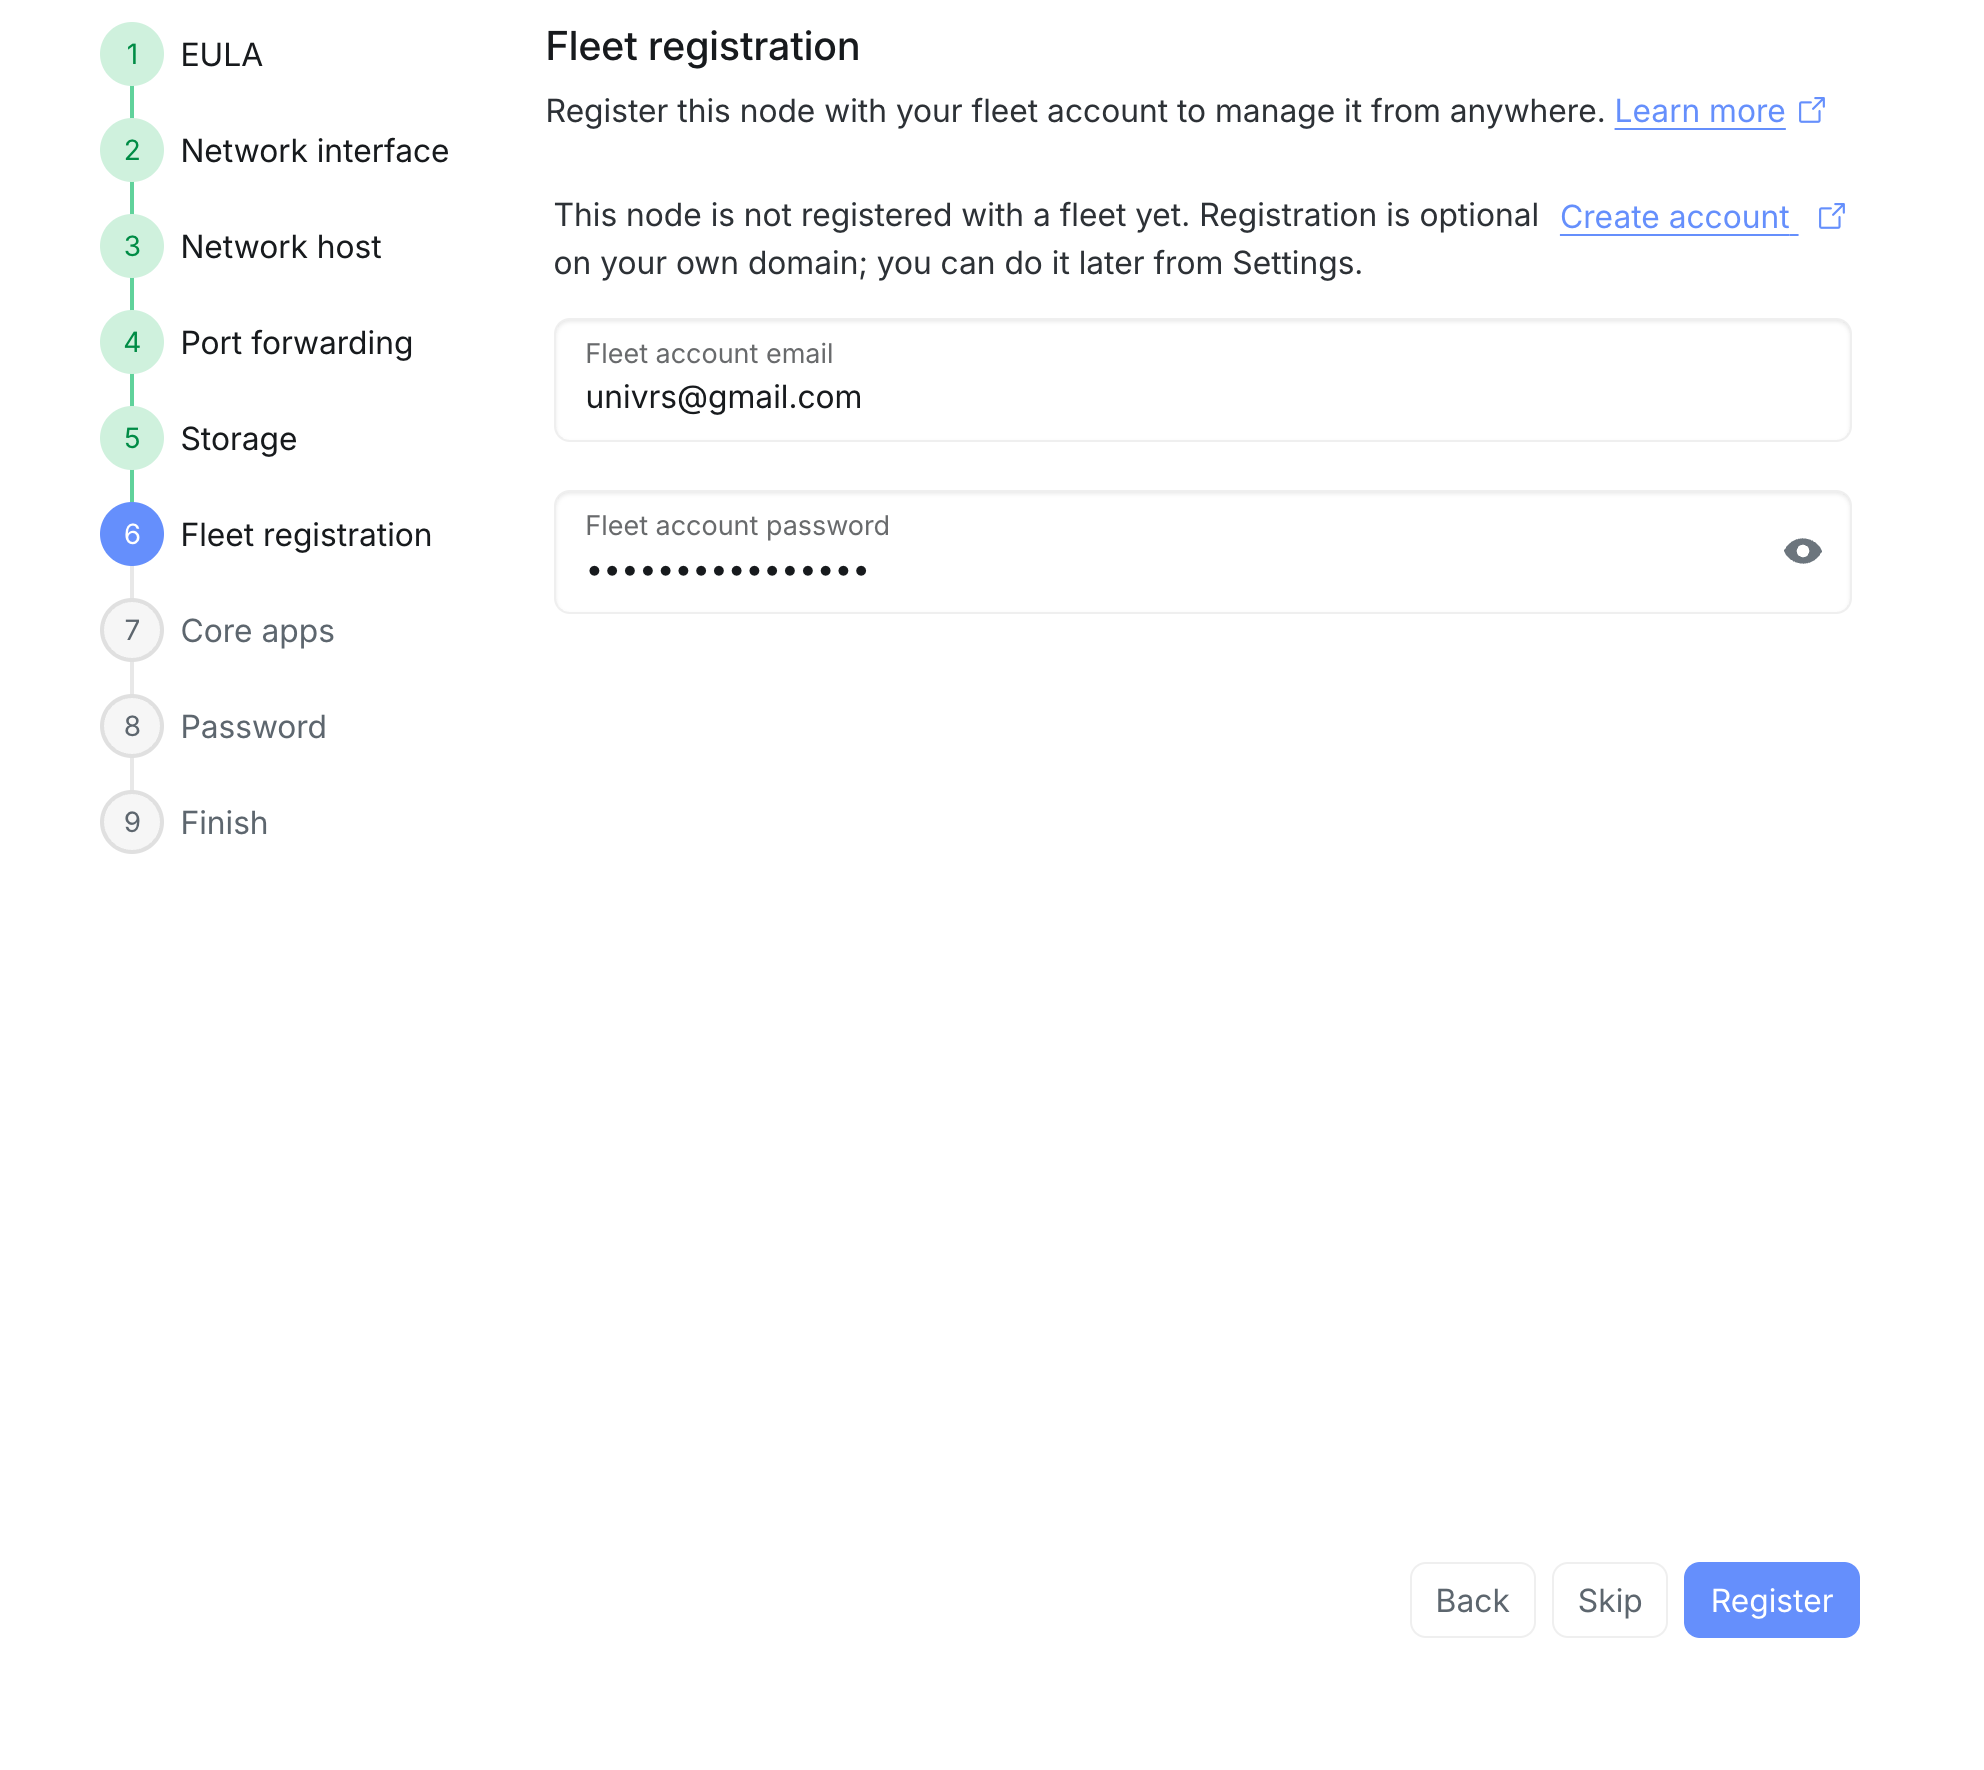 1 EULA
2 Network interface
3 Network host
4 Port forwarding
5 Storage
6 Fleet registration
7 Core apps
8 Password
9 Finish
Fleet registration
Register this node with your fleet account to manage it from anywhere. Learn more
This node is not registered with a fleet yet. Registration is optional
on your own domain; you can do it later from Settings.
Create account
Fleet account email
univrs@gmail.com
Fleet account password
••••••••••••••••
Back
Skip
Register